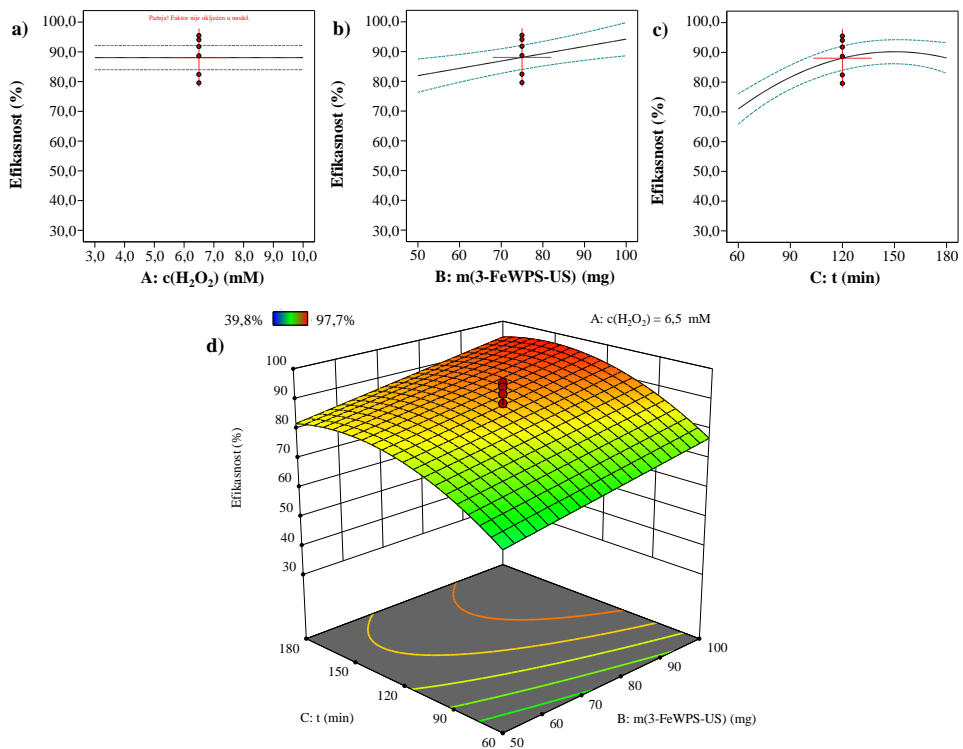 a)
Pažnja! Faktor nije uključen u model.
Efikasnost (%)
100,0
90,0
80,0
70,0
60,0
50,0
40,0
30,0
3,0 4,0 5,0 6,0 7,0 8,0 9,0 10,0
A: c(H₂O₂) (mM)
b)
Efikasnost (%)
100,0
90,0
80,0
70,0
60,0
50,0
40,0
30,0
50 60 70 80 90 100
B: m(3-FeWPS-US) (mg)
c)
Efikasnost (%)
100,0
90,0
80,0
70,0
60,0
50,0
40,0
30,0
60 90 120 150 180
C: t (min)
39,8% 97,7%
A: c(H₂O₂) = 6,5 mM
d)
Efikasnost (%)
100
90
80
70
60
50
40
30
180
150
120
90
60
C: t (min)
50
60
70
80
90
100
B: m(3-FeWPS-US) (mg)